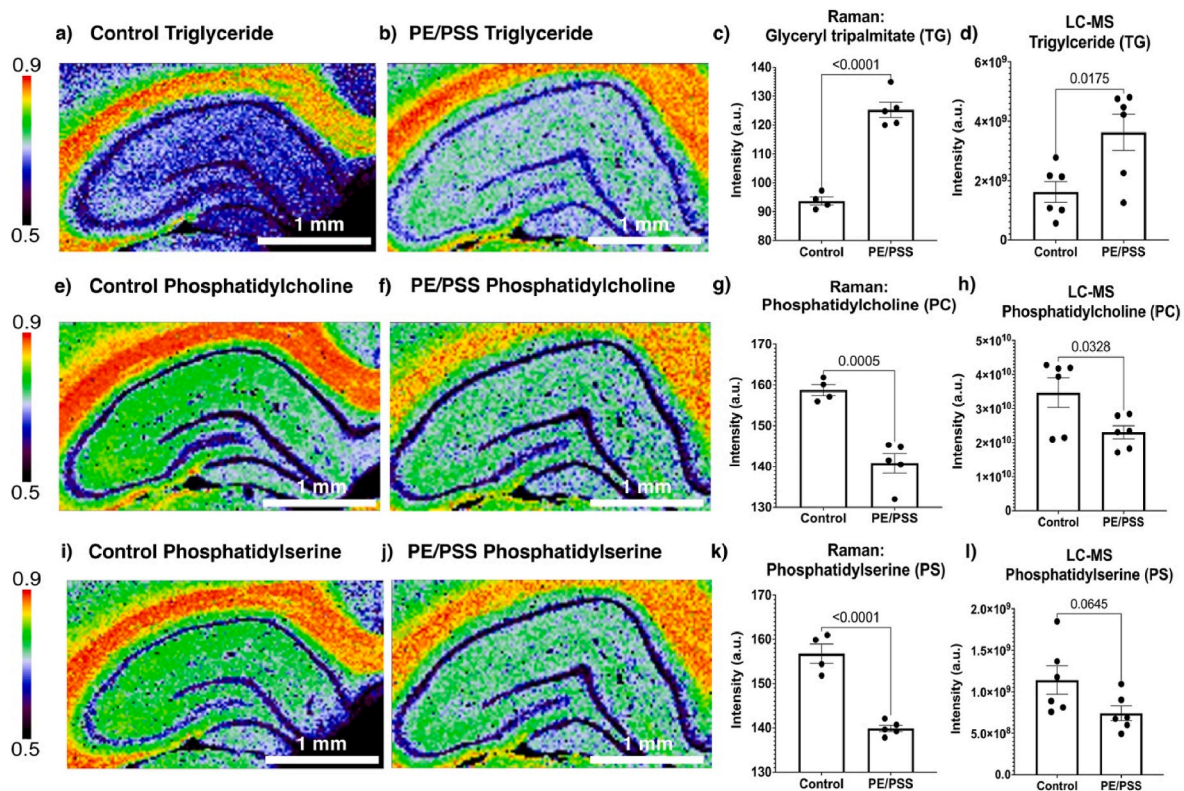 a) Control Triglyceride
b) PE/PSS Triglyceride
c) Raman:
Glyceryl tripalmitate (TG)
d) LC-MS
Trigylceride (TG)
0.9
0.5
1 mm
1 mm
Intensity (a.u.)
140
130
120
110
100
90
80
<0.0001
Control
PE/PSS
Intensity (a.u.)
6×10⁹
4×10⁹
2×10⁹
0
0.0175
Control
PE/PSS
e) Control Phosphatidylcholine
f) PE/PSS Phosphatidylcholine
g) Raman:
Phosphatidylcholine (PC)
h) LC-MS
Phosphatidylcholine (PC)
0.9
0.5
1 mm
1 mm
Intensity (a.u.)
170
160
150
140
130
0.0005
Control
PE/PSS
Intensity (a.u.)
5×10¹⁰
4×10¹⁰
3×10¹⁰
2×10¹⁰
1×10¹⁰
0
0.0328
Control
PE/PSS
i) Control Phosphatidylserine
j) PE/PSS Phosphatidylserine
k) Raman:
Phosphatidylserine (PS)
l) LC-MS
Phosphatidylserine (PS)
0.9
0.5
1 mm
1 mm
Intensity (a.u.)
170
160
150
140
130
<0.0001
Control
PE/PSS
Intensity (a.u.)
2.0×10⁹
1.5×10⁹
1.0×10⁹
5.0×10⁸
0.0
0.0645
Control
PE/PSS